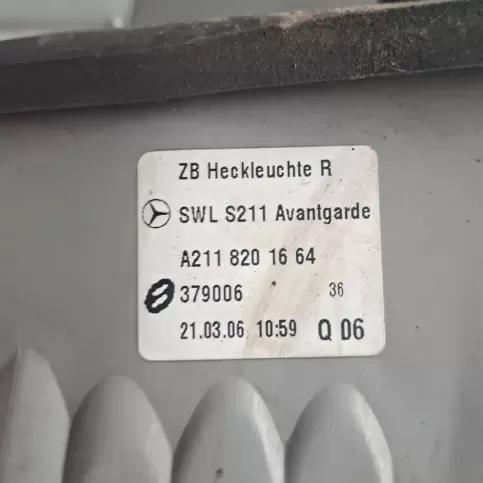 ZB Heckleuchte R
SWL S211 Avantgarde
A211 820 16 64
379006 36
21.03.06 10:59 Q 06